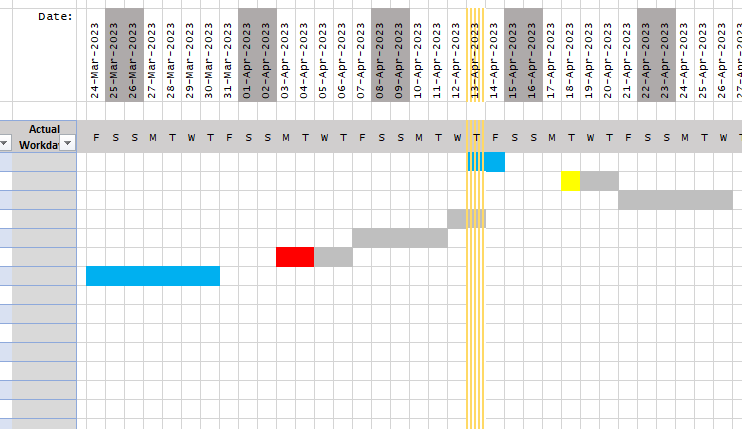 Date:
24-Mar-2023
25-Mar-2023
26-Mar-2023
27-Mar-2023
28-Mar-2023
29-Mar-2023
30-Mar-2023
31-Mar-2023
01-Apr-2023
02-Apr-2023
03-Apr-2023
04-Apr-2023
05-Apr-2023
06-Apr-2023
07-Apr-2023
08-Apr-2023
09-Apr-2023
10-Apr-2023
11-Apr-2023
12-Apr-2023
13-Apr-2023
14-Apr-2023
15-Apr-2023
16-Apr-2023
17-Apr-2023
18-Apr-2023
19-Apr-2023
20-Apr-2023
21-Apr-2023
22-Apr-2023
23-Apr-2023
24-Apr-2023
25-Apr-2023
26-Apr-2023
Actual
Workday
F S S M T W T F S S M T W T F S S M T W T F S S M T W T F S S M T W